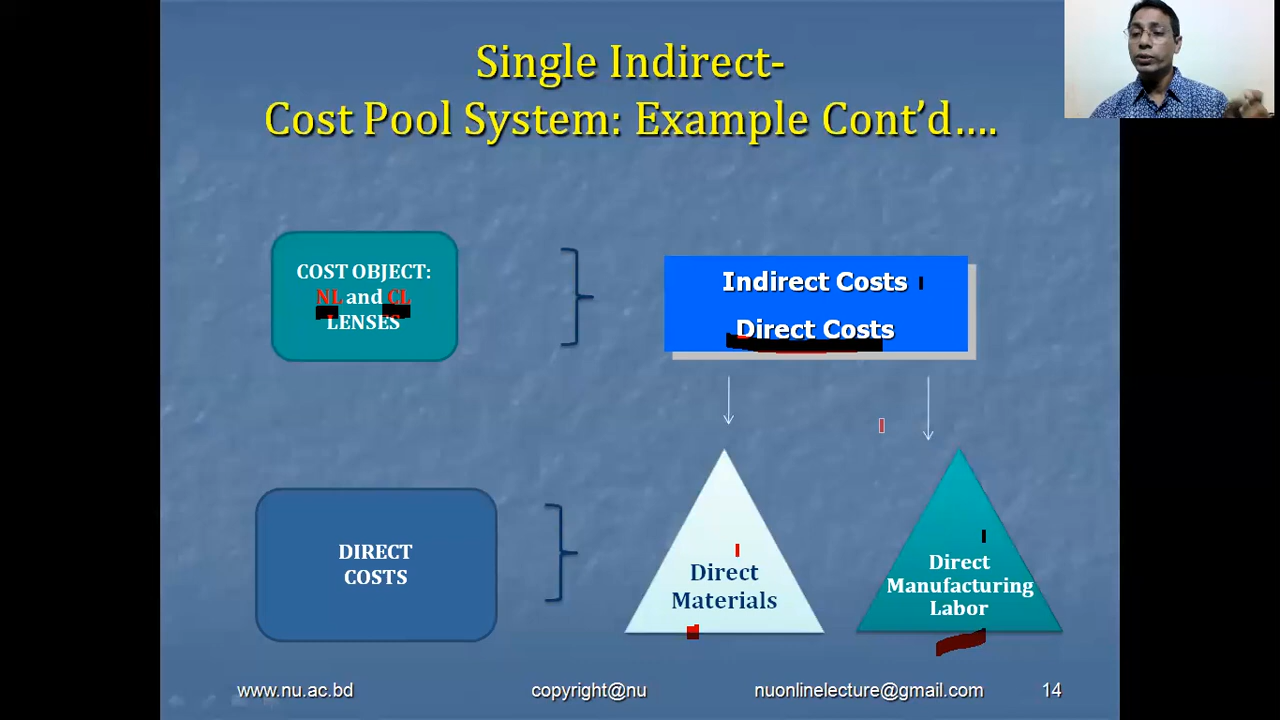 Single Indirect-
Cost Pool System: Example Cont’d….
COST OBJECT:
NL and CL
LENSES
Indirect Costs
Direct Costs
DIRECT
COSTS
Direct
Materials
Direct
Manufacturing
Labor
www.nu.ac.bd
copyright@nu
nuonlinelecture@gmail.com
14